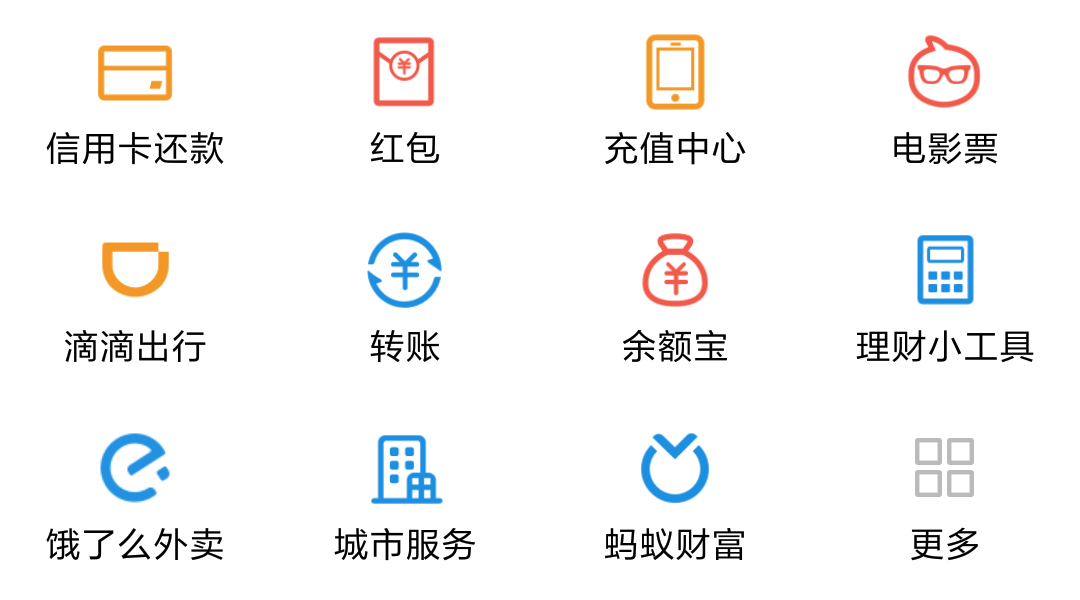 信用卡还款 红包 充值中心 电影票
滴滴出行 转账 余额宝 理财小工具
饿了么外卖 城市服务 蚂蚁财富 更多